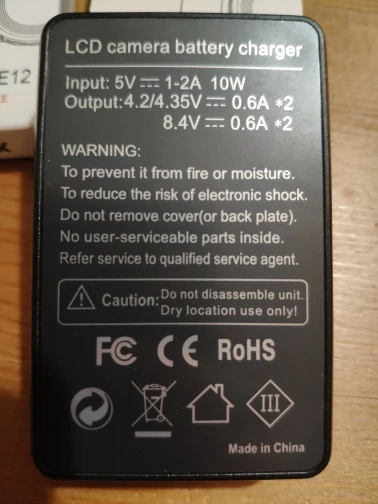 E12
LCD camera battery charger
Input: 5V ⎓ 1-2A 10W
Output:4.2/4.35V ⎓ 0.6A *2
8.4V ⎓ 0.6A *2
WARNING:
To prevent it from fire or moisture.
To reduce the risk of electronic shock.
Do not remove cover(or back plate).
No user-serviceable parts inside.
Refer service to qualified service agent.
Caution: Do not disassemble unit.
Dry location use only!
FC CE RoHS
III
Made in China